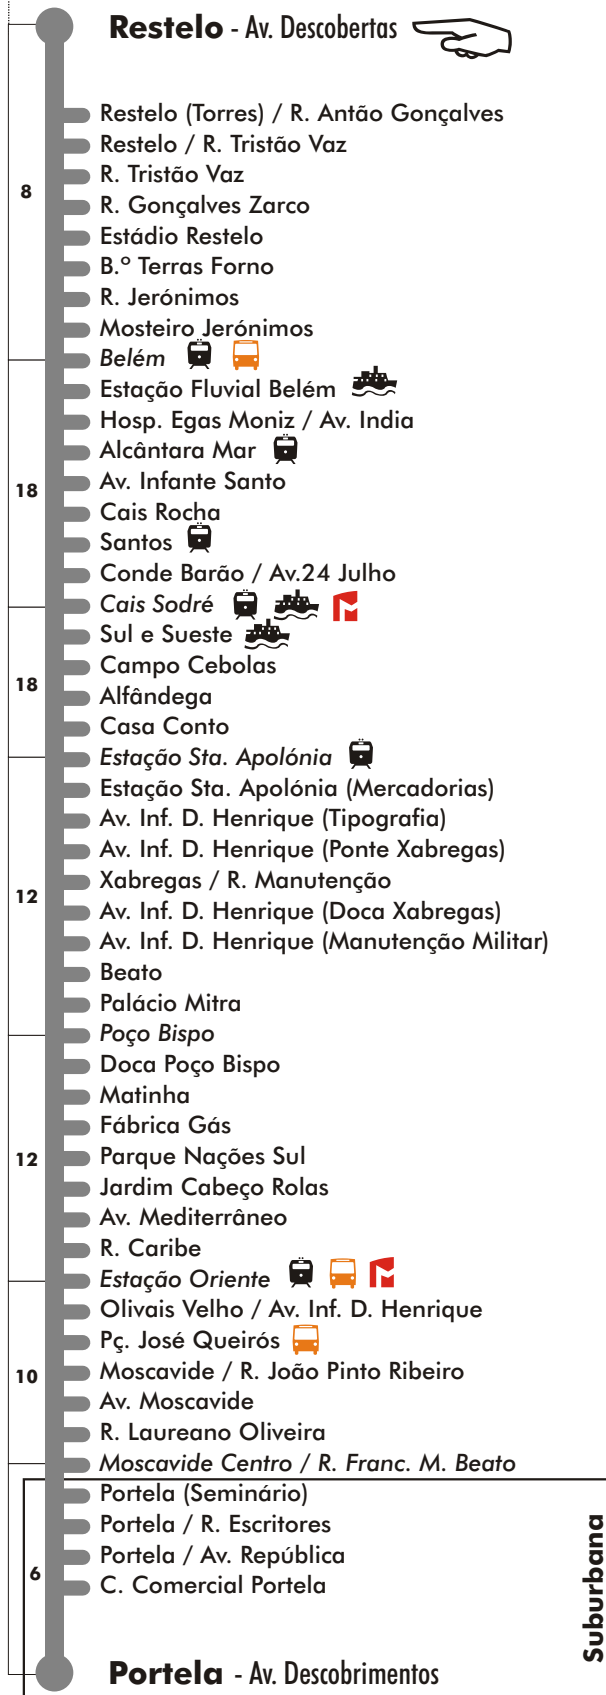 Restelo - Av. Descobertas
Restelo (Torres) / R. Antão Gonçalves
Restelo / R. Tristão Vaz
R. Tristão Vaz
8
R. Gonçalves Zarco
Estádio Restelo
B.º Terras Forno
R. Jerónimos
Mosteiro Jerónimos
Belém
Estação Fluvial Belém
Hosp. Egas Moniz / Av. India
Alcântara Mar
Av. Infante Santo
18
Cais Rocha
Santos
Conde Barão / Av.24 Julho
Cais Sodré
Sul e Sueste
Campo Cebolas
18
Alfândega
Casa Conto
Estação Sta. Apolónia
Estação Sta. Apolónia (Mercadorias)
Av. Inf. D. Henrique (Tipografia)
Av. Inf. D. Henrique (Ponte Xabregas)
Xabregas / R. Manutenção
12
Av. Inf. D. Henrique (Doca Xabregas)
Av. Inf. D. Henrique (Manutenção Militar)
Beato
Palácio Mitra
Poço Bispo
Doca Poço Bispo
Matinha
Fábrica Gás
12
Parque Nações Sul
Jardim Cabeço Rolas
Av. Mediterrâneo
R. Caribe
Estação Oriente
Olivais Velho / Av. Inf. D. Henrique
Pç. José Queirós
10
Moscavide / R. João Pinto Ribeiro
Av. Moscavide
R. Laureano Oliveira
Moscavide Centro / R. Franc. M. Beato
Portela (Seminário)
Portela / R. Escritores
Portela / Av. República
6
C. Comercial Portela
Suburbana
Portela - Av. Descobrimentos